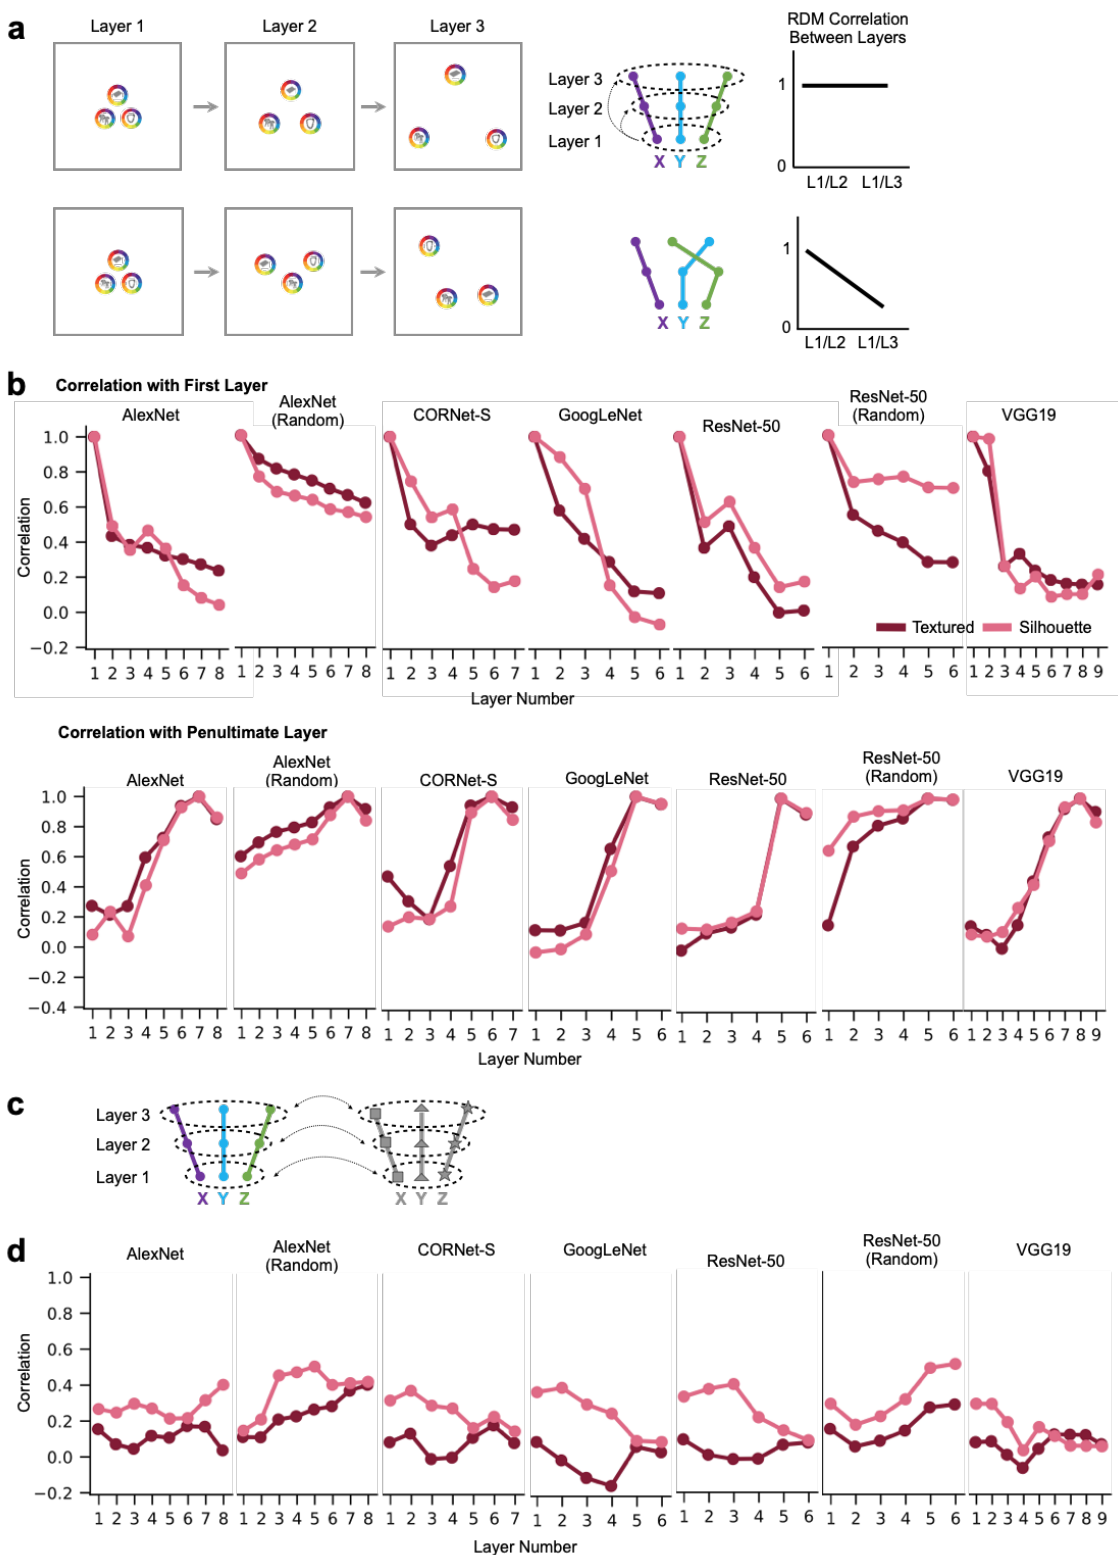 a
Layer 1
Layer 2
Layer 3
RDM Correlation
Between Layers
Layer 3
Layer 2
Layer 1
X Y Z
1
0
L1/L2 L1/L3
X Y Z
1
0
L1/L2 L1/L3
b
Correlation with First Layer
AlexNet
AlexNet
(Random)
CORNet-S
GoogLeNet
ResNet-50
ResNet-50
(Random)
VGG19
Correlation
1.0
0.8
0.6
0.4
0.2
0.0
−0.2
Textured
Silhouette
1 2 3 4 5 6 7 8
1 2 3 4 5 6 7 8
1 2 3 4 5 6 7
1 2 3 4 5 6
1 2 3 4 5 6
1 2 3 4 5 6
1 2 3 4 5 6 7 8 9
Layer Number
Correlation with Penultimate Layer
AlexNet
AlexNet
(Random)
CORNet-S
GoogLeNet
ResNet-50
ResNet-50
(Random)
VGG19
Correlation
1.0
0.8
0.6
0.4
0.2
0.0
−0.2
−0.4
1 2 3 4 5 6 7 8
1 2 3 4 5 6 7 8
1 2 3 4 5 6 7
1 2 3 4 5 6
1 2 3 4 5 6
1 2 3 4 5 6
1 2 3 4 5 6 7 8 9
Layer Number
c
Layer 3
Layer 2
Layer 1
X Y Z
X Y Z
d
AlexNet
AlexNet
(Random)
CORNet-S
GoogLeNet
ResNet-50
ResNet-50
(Random)
VGG19
Correlation
1.0
0.8
0.6
0.4
0.2
0.0
−0.2
1 2 3 4 5 6 7 8
1 2 3 4 5 6 7 8
1 2 3 4 5 6 7
1 2 3 4 5 6
1 2 3 4 5 6
1 2 3 4 5 6
1 2 3 4 5 6 7 8 9
Layer Number